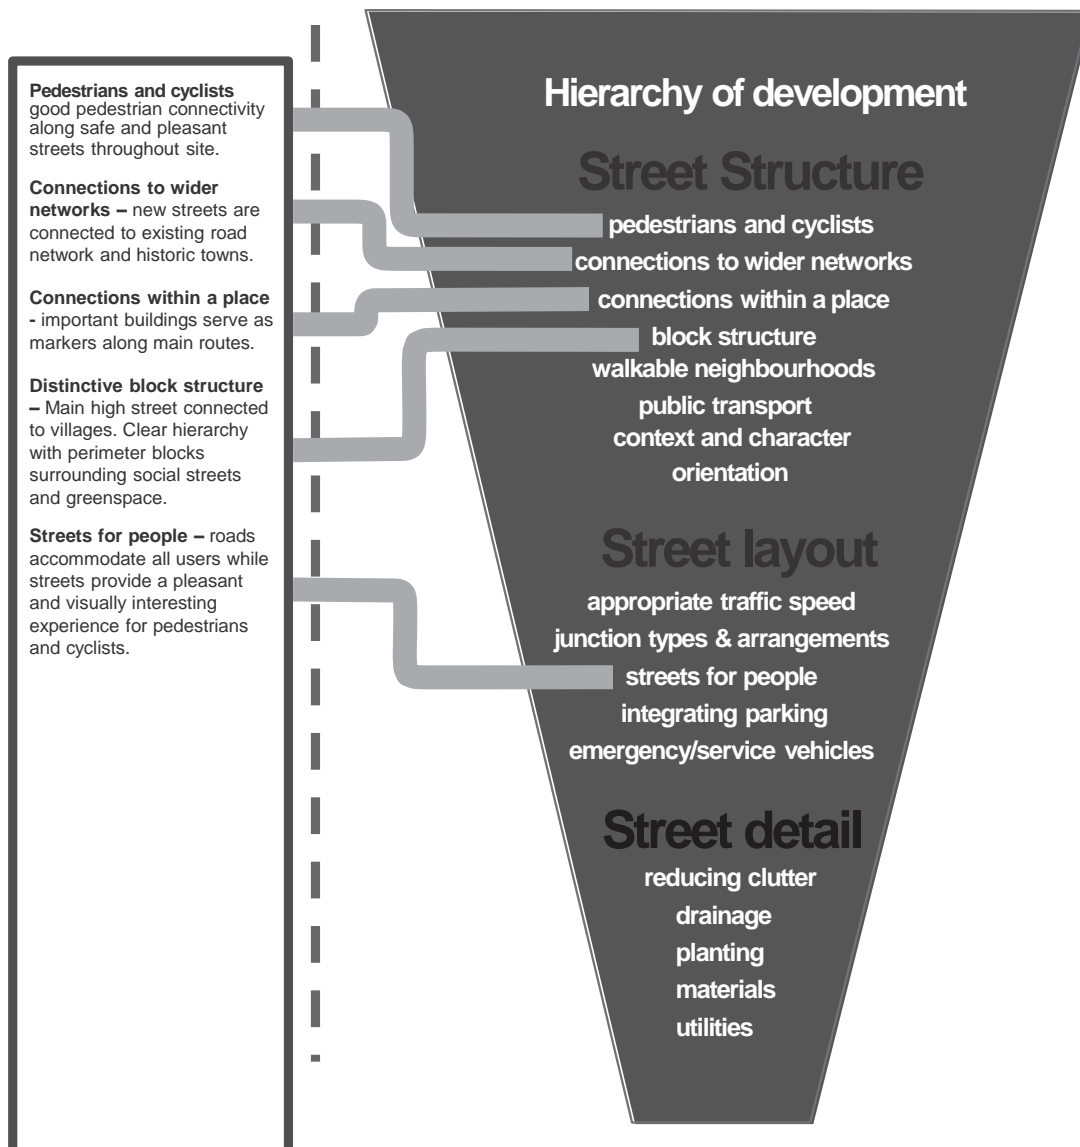 Pedestrians and cyclists
good pedestrian connectivity
along safe and pleasant
streets throughout site.
Connections to wider
networks – new streets are
connected to existing road
network and historic towns.
Connections within a place
- important buildings serve as
markers along main routes.
Distinctive block structure
– Main high street connected
to villages. Clear hierarchy
with perimeter blocks
surrounding social streets
and greenspace.
Streets for people – roads
accommodate all users while
streets provide a pleasant
and visually interesting
experience for pedestrians
and cyclists.
Hierarchy of development
Street Structure
pedestrians and cyclists
connections to wider networks
connections within a place
block structure
walkable neighbourhoods
public transport
context and character
orientation
Street layout
appropriate traffic speed
junction types & arrangements
streets for people
integrating parking
emergency/service vehicles
Street detail
reducing clutter
drainage
planting
materials
utilities